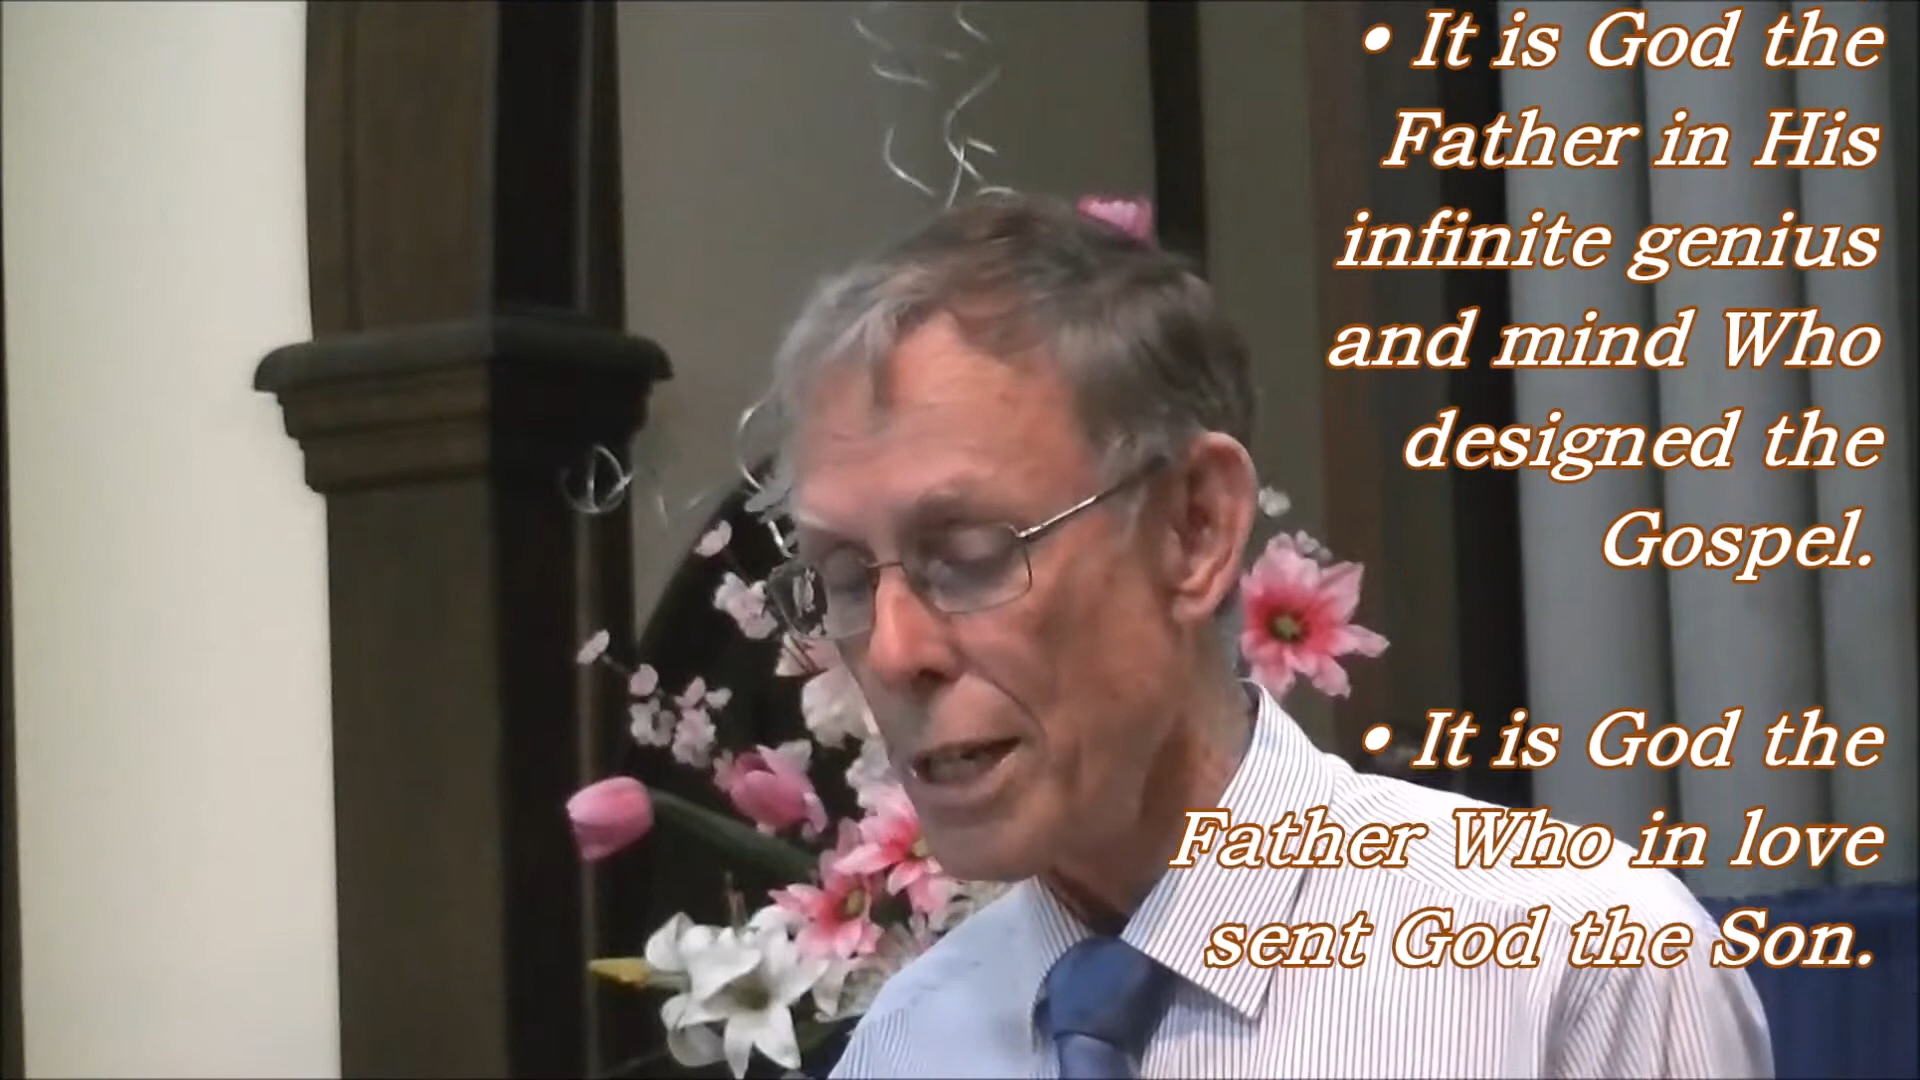 • It is God the
Father in His
infinite genius
and mind Who
designed the
Gospel.
• It is God the
Father Who in love
sent God the Son.